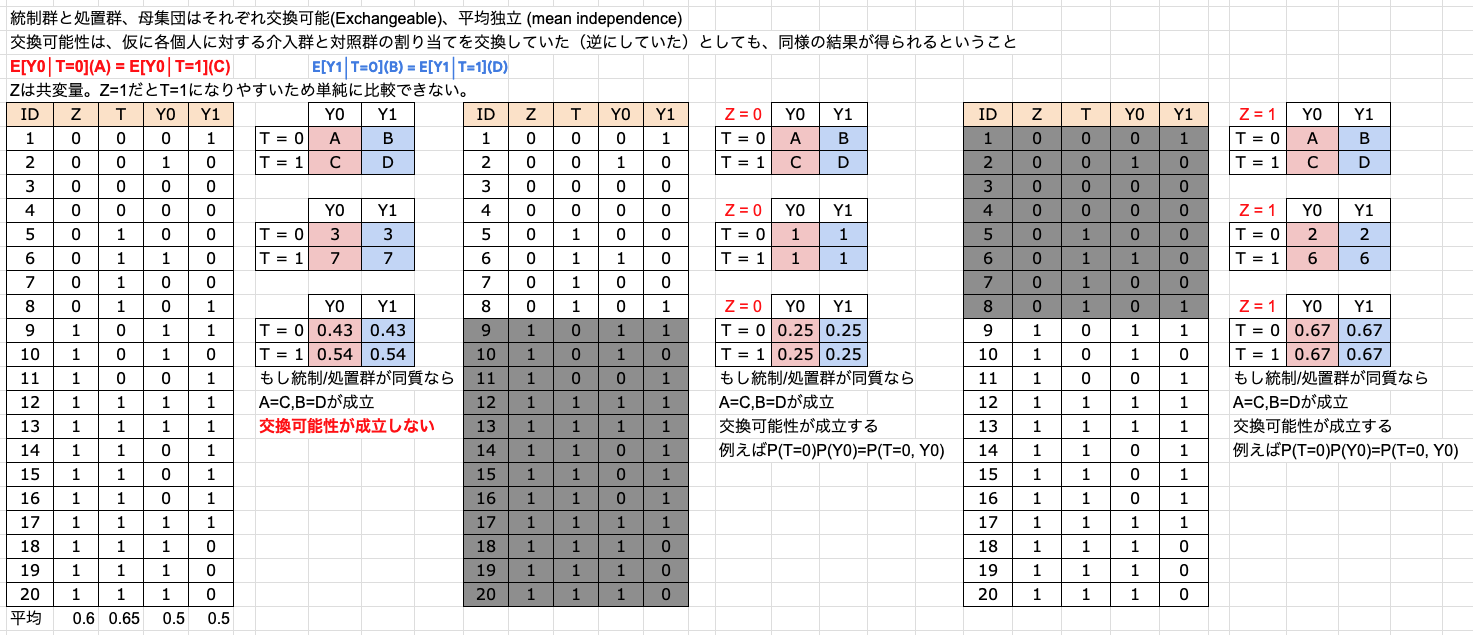 統制群と処置群、母集団はそれぞれ交換可能(Exchangeable)、平均独立 (mean independence)
交換可能性は、仮に各個人に対する介入群と対照群の割り当てを交換していた（逆にしていた）としても、同様の結果が得られるということ
E[Y0│T=0](A) = E[Y0│T=1](C) E[Y1│T=0](B) = E[Y1│T=1](D)
Zは共変量。Z=1だとT=1になりやすいため単純に比較できない。
ID Z T Y0 Y1 Y0 Y1 ID Z T Y0 Y1 Z = 0 Y0 Y1 ID Z T Y0 Y1 Z = 1 Y0 Y1
1 0 0 0 1 T = 0 A B 1 0 0 0 1 T = 0 A B 1 0 0 0 1 T = 0 A B
2 0 0 1 0 T = 1 C D 2 0 0 1 0 T = 1 C D 2 0 0 1 0 T = 1 C D
3 0 0 0 0 3 0 0 0 0 3 0 0 0 0
4 0 0 0 0 Y0 Y1 4 0 0 0 0 Z = 0 Y0 Y1 4 0 0 0 0 Z = 1 Y0 Y1
5 0 1 0 0 T = 0 3 3 5 0 1 0 0 T = 0 1 1 5 0 1 0 0 T = 0 2 2
6 0 1 1 0 T = 1 7 7 6 0 1 1 0 T = 1 1 1 6 0 1 1 0 T = 1 6 6
7 0 1 0 0 7 0 1 0 0 7 0 1 0 0
8 0 1 0 1 Y0 Y1 8 0 1 0 1 Z = 0 Y0 Y1 8 0 1 0 1 Z = 1 Y0 Y1
9 1 0 1 1 T = 0 0.43 0.43 9 1 0 1 1 T = 0 0.25 0.25 9 1 0 1 1 T = 0 0.67 0.67
10 1 0 1 0 T = 1 0.54 0.54 10 1 0 1 0 T = 1 0.25 0.25 10 1 0 1 0 T = 1 0.67 0.67
11 1 0 0 1 もし統制/処置群が同質なら 11 1 0 0 1 もし統制/処置群が同質なら 11 1 0 0 1 もし統制/処置群が同質なら
12 1 1 1 1 A=C,B=Dが成立 12 1 1 1 1 A=C,B=Dが成立 12 1 1 1 1 A=C,B=Dが成立
13 1 1 1 1 交換可能性が成立しない 13 1 1 1 1 交換可能性が成立する 13 1 1 1 1 交換可能性が成立する
14 1 1 0 1 14 1 1 0 1 例えばP(T=0)P(Y0)=P(T=0, Y0) 14 1 1 0 1 例えばP(T=0)P(Y0)=P(T=0, Y0)
15 1 1 0 1 15 1 1 0 1 15 1 1 0 1
16 1 1 0 1 16 1 1 0 1 16 1 1 0 1
17 1 1 1 1 17 1 1 1 1 17 1 1 1 1
18 1 1 1 0 18 1 1 1 0 18 1 1 1 0
19 1 1 1 0 19 1 1 1 0 19 1 1 1 0
20 1 1 1 0 20 1 1 1 0 20 1 1 1 0
平均 0.6 0.65 0.5 0.5